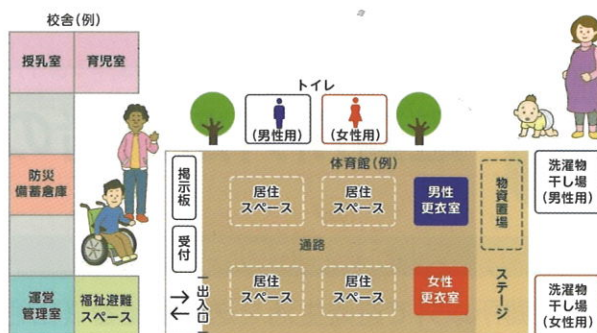 校舎(例)
授乳室
育児室
防災
備蓄倉庫
運営
管理室
福祉避難
スペース
トイレ
(男性用)
(女性用)
体育館(例)
掲示板
受付
出入口
居住
スペース
居住
スペース
男性
更衣室
物資置場
通路
居住
スペース
居住
スペース
女性
更衣室
ステージ
洗濯物
干し場
(男性用)
洗濯物
干し場
(女性用)